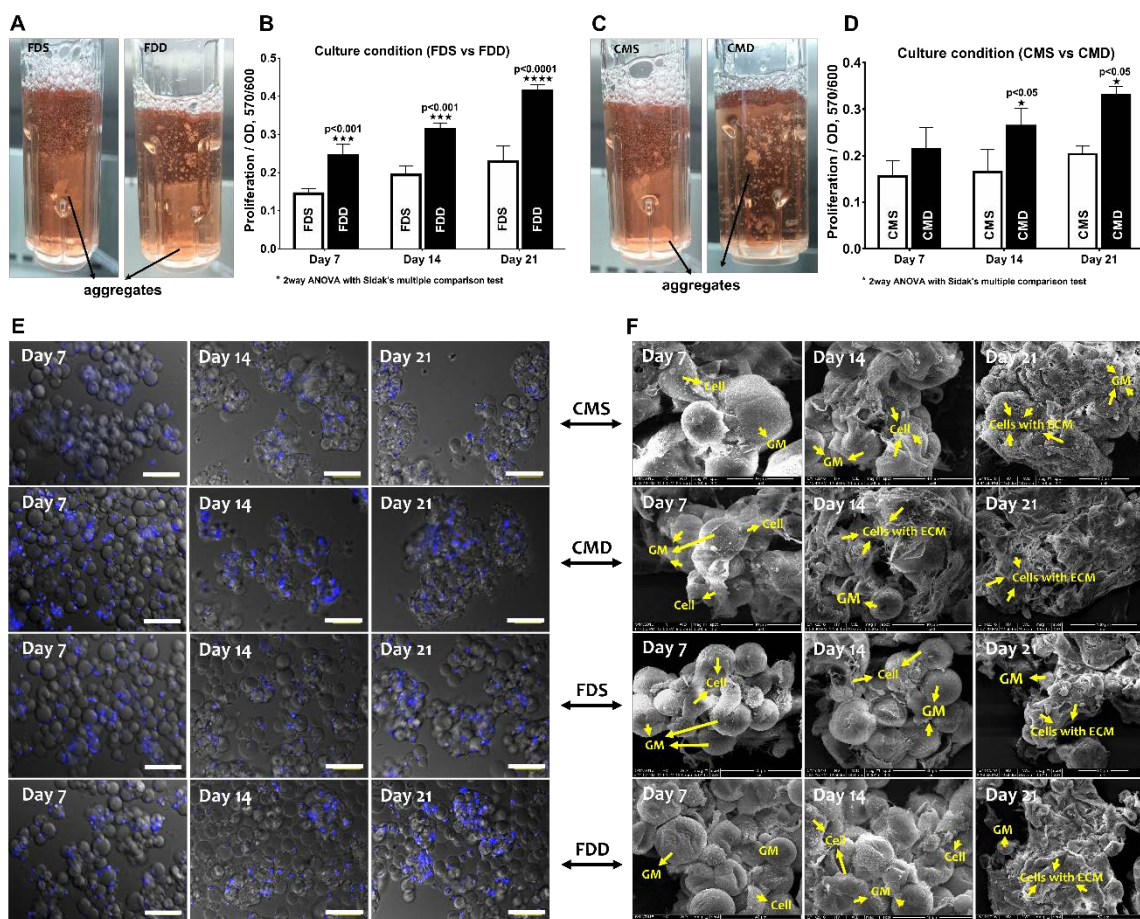 A
FDS
FDD
aggregates
B
Culture condition (FDS vs FDD)
Proliferation / OD, 570/600
0.5
0.4
0.3
0.2
0.1
0.0
p<0.001
★★★
p<0.001
★★★
p<0.0001
★★★★
FDS
FDD
FDS
FDD
FDS
FDD
Day 7
Day 14
Day 21
* 2way ANOVA with Sidak's multiple comparison test
C
CMS
CMD
aggregates
D
Culture condition (CMS vs CMD)
Proliferation / OD, 570/600
0.4
0.3
0.2
0.1
0.0
p<0.05
★
p<0.05
★
CMS
CMD
CMS
CMD
CMS
CMD
Day 7
Day 14
Day 21
* 2way ANOVA with Sidak's multiple comparison test
E
Day 7
Day 14
Day 21
Day 7
Day 14
Day 21
Day 7
Day 14
Day 21
Day 7
Day 14
Day 21
CMS
CMD
FDS
FDD
F
Day 7
Cell
GM
Day 14
Cell
GM
Day 21
GM
Cells with ECM
Day 7
Cell
GM
Cell
Day 14
Cells with ECM
GM
Day 21
Cells with ECM
Day 7
Cell
GM
Day 14
Cell
GM
Day 21
GM
Cells with ECM
Day 7
GM
GM
Cell
Day 14
Cell
Cell
GM
Day 21
GM
Cells with ECM